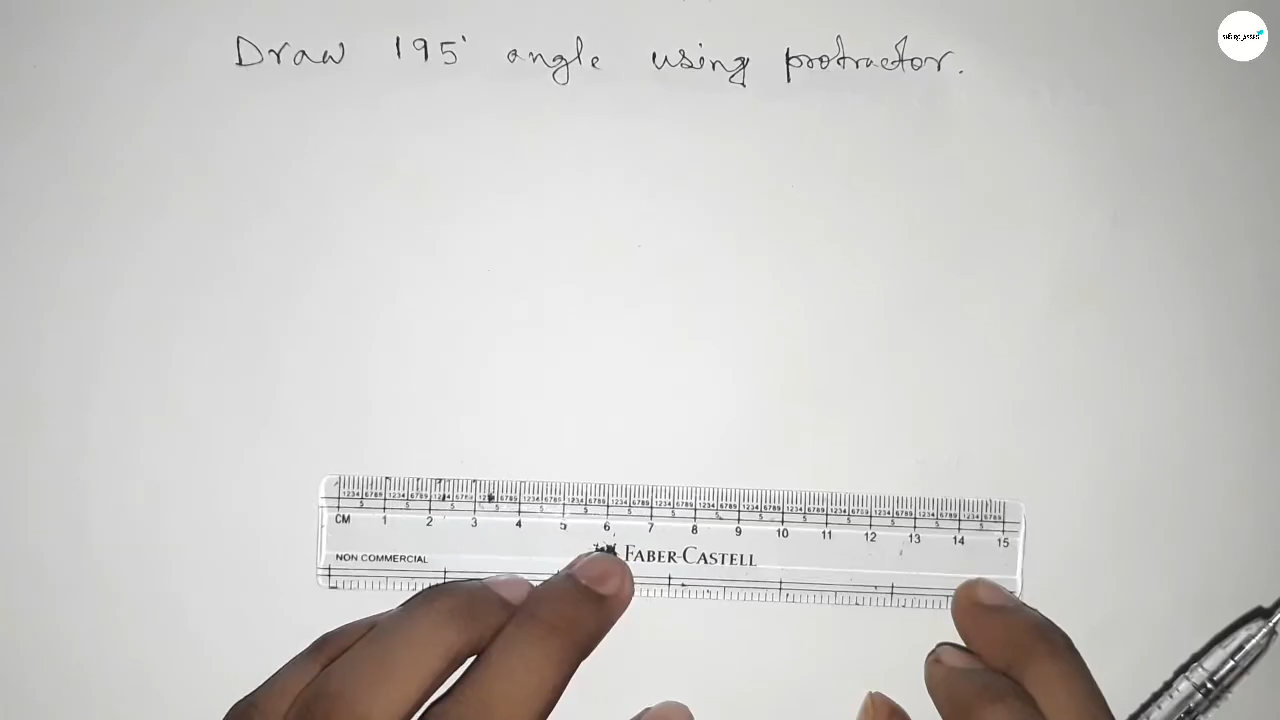 Draw 195° angle using protractor.
CM 1 2 3 4 5 6 7 8 9 10 11 12 13 14 15
NON COMMERCIAL FABER-CASTELL